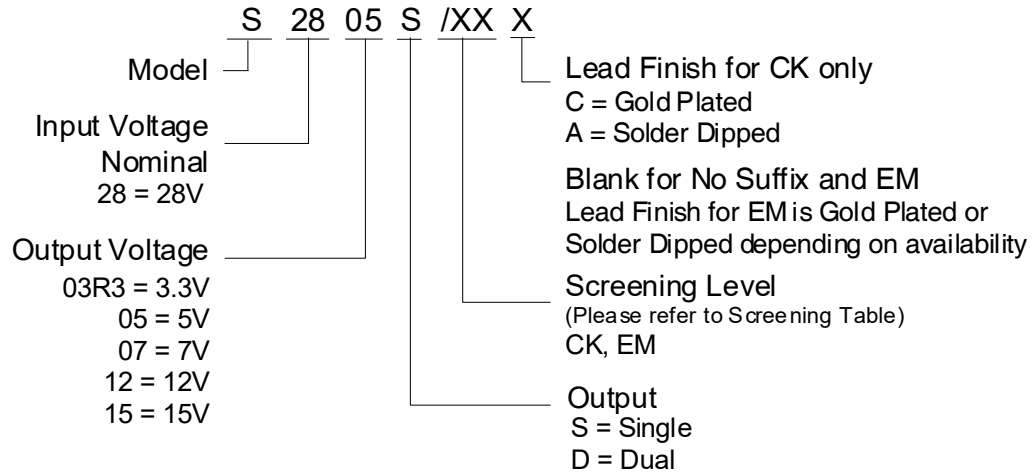 S 28 05 S /XX X
Model
Input Voltage
Nominal
28 = 28V
Output Voltage
03R3 = 3.3V
05 = 5V
07 = 7V
12 = 12V
15 = 15V
Lead Finish for CK only
C = Gold Plated
A = Solder Dipped
Blank for No Suffix and EM
Lead Finish for EM is Gold Plated or
Solder Dipped depending on availability
Screening Level
(Please refer to Screening Table)
CK, EM
Output
S = Single
D = Dual